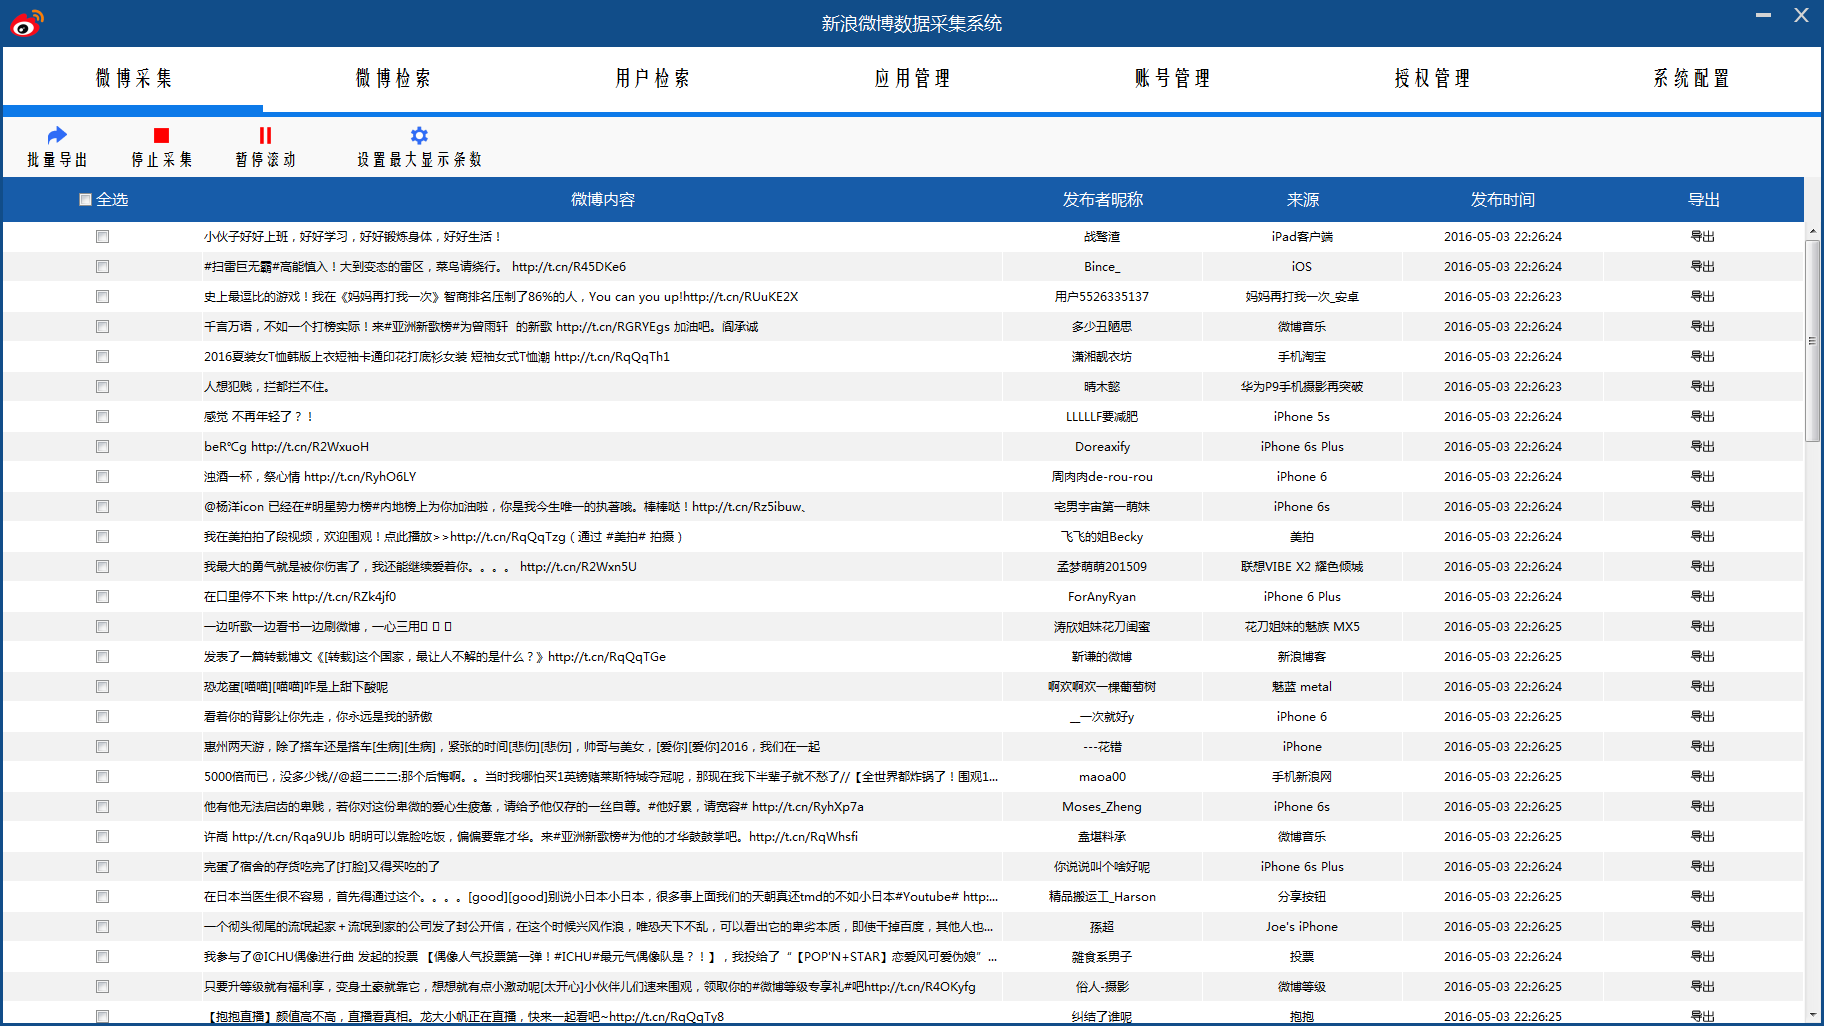 新浪微博数据采集系统
微博采集 微博检索 用户检索 应用管理 账号管理 授权管理 系统配置
批量导出 停止采集 暂停滚动 设置最大显示条数
全选 微博内容 发布者昵称 来源 发布时间 导出
小伙子好好上班，好好学习，好好锻炼身体，好好生活！ 战骘渣 iPad客户端 2016-05-03 22:26:24 导出
#扫雷巨无霸#高能慎入！大到变态的雷区，菜鸟请绕行。 http://t.cn/R45DKe6 Bince_ iOS 2016-05-03 22:26:24 导出
史上最逗比的游戏！我在《妈妈再打我一次》智商排名压制了86%的人，You can you up!http://t.cn/RUuKE2X 用户5526335137 妈妈再打我一次_安卓 2016-05-03 22:26:23 导出
千言万语，不如一个打榜实际！来#亚洲新歌榜#为曾雨轩 的新歌 http://t.cn/RGRYEgs 加油吧。阎承诚 多少丑陋思 微博音乐 2016-05-03 22:26:24 导出
2016夏装女T恤韩版上衣短袖卡通印花打底衫女装 短袖女式T恤潮 http://t.cn/RqQqTh1 潇湘靓衣坊 手机淘宝 2016-05-03 22:26:24 导出
人想犯贱，拦都拦不住。 晴木懿 华为P9手机摄影再突破 2016-05-03 22:26:23 导出
感觉 不再年轻了？！ LLLLLF要减肥 iPhone 5s 2016-05-03 22:26:24 导出
beR℃g http://t.cn/R2WxuoH Doreaxify iPhone 6s Plus 2016-05-03 22:26:24 导出
浊酒一杯，祭心情 http://t.cn/RyhO6LY 周肉肉de-rou-rou iPhone 6 2016-05-03 22:26:24 导出
@杨洋icon 已经在#明星势力榜#内地榜上为你加油啦，你是我今生唯一的执著哦。棒棒哒！http://t.cn/Rz5ibuw、 宅男宇宙第一萌妹 iPhone 6s 2016-05-03 22:26:24 导出
我在美拍拍了段视频，欢迎围观！点此播放>>http://t.cn/RqQqTzg（通过 #美拍# 拍摄） 飞飞的姐Becky 美拍 2016-05-03 22:26:24 导出
我最大的勇气就是被你伤害了，我还能继续爱着你。。。。 http://t.cn/R2Wxn5U 孟梦萌萌201509 联想VIBE X2 耀色倾城 2016-05-03 22:26:24 导出
在口里停不下来 http://t.cn/RZk4jf0 ForAnyRyan iPhone 6 Plus 2016-05-03 22:26:24 导出
一边听歌一边看书一边刷微博，一心三用 涛欣姐妹花刀闺蜜 花刀姐妹的魅族 MX5 2016-05-03 22:26:25 导出
发表了一篇转载博文《[转载]这个国家，最让人不解的是什么？》http://t.cn/RqQqTGe 靳谦的微博 新浪博客 2016-05-03 22:26:25 导出
恐龙蛋[喵喵][喵喵]咋是上甜下酸呢 啊欢啊欢一棵葡萄树 魅蓝 metal 2016-05-03 22:26:24 导出
看着你的背影让你先走，你永远是我的骄傲 __一次就好y iPhone 6 2016-05-03 22:26:25 导出
惠州两天游，除了搭车还是搭车[生病][生病]，紧张的时间[悲伤][悲伤]，帅哥与美女，[爱你][爱你]2016，我们在一起 ---花错 iPhone 2016-05-03 22:26:25 导出
5000倍而已，没多少钱//@超二二二:那个后悔啊。。当时我哪怕买1英镑赌莱斯特城夺冠呢，那现在我下半辈子就不愁了//【全世界都炸锅了！围观1... maoa00 手机新浪网 2016-05-03 22:26:25 导出
他有他无法启齿的卑贱，若你对这份卑微的爱心生疲惫，请给予他仅存的一丝自尊。#他好累，请宽容# http://t.cn/RyhXp7a Moses_Zheng iPhone 6s 2016-05-03 22:26:25 导出
许嵩 http://t.cn/Rqa9UJb 明明可以靠脸吃饭，偏偏要靠才华。来#亚洲新歌榜#为他的才华鼓鼓掌吧。http://t.cn/RqWhsfi 盍堪料承 微博音乐 2016-05-03 22:26:25 导出
完蛋了宿舍的存货吃完了[打脸]又得买吃的了 你说说叫个啥好呢 iPhone 6s Plus 2016-05-03 22:26:24 导出
在日本当医生很不容易，首先得通过这个。。。。[good][good]别说小日本小日本，很多事上面我们的天朝真还tmd的不如小日本#Youtube# http:... 精品搬运工_Harson 分享按钮 2016-05-03 22:26:25 导出
一个彻头彻尾的流氓起家＋流氓到家的公司发了封公开信，在这个时候兴风作浪，唯恐天下不乱，可以看出它的卑劣本质，即使干掉百度，其他人也... 孫超 Joe's iPhone 2016-05-03 22:26:25 导出
我参与了@ICHU偶像进行曲 发起的投票 【偶像人气投票第一弹！#ICHU#最元气偶像队是？！】，我投给了“【POP'N+STAR】恋爱风可爱伪娘”... 雜食系男子 投票 2016-05-03 22:26:24 导出
只要升等级就有福利享，变身土豪就靠它，想想就有点小激动呢[太开心]小伙伴儿们速来围观，领取你的#微博等级专享礼#吧http://t.cn/R4OKyfg 俗人-摄影 微博等级 2016-05-03 22:26:25 导出
【抱抱直播】颜值高不高，直播看真相。龙大小帆正在直播，快来一起看吧~http://t.cn/RqQqTy8 纠结了谁呢 抱抱 2016-05-03 22:26:25 导出